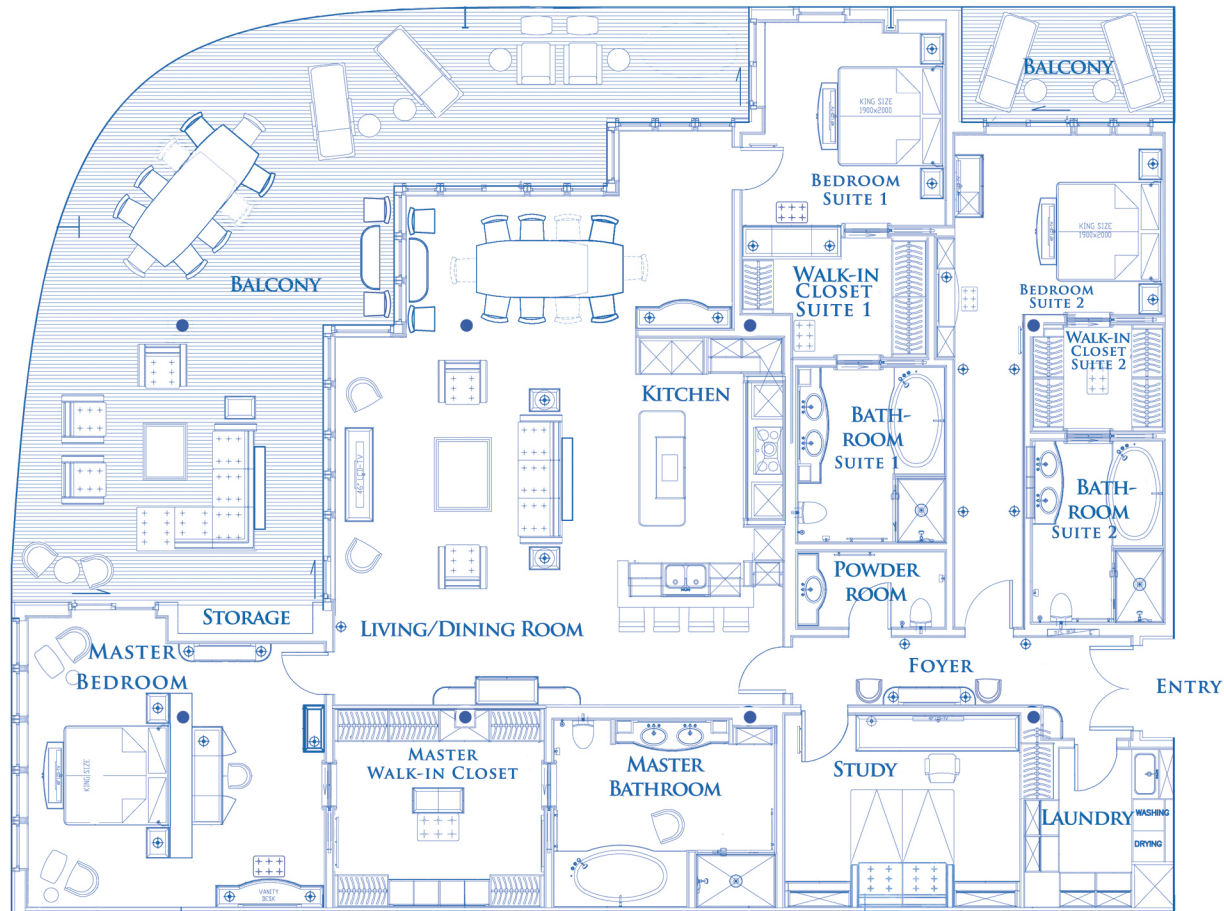 BALCONY
KING SIZE
1900x2000
BEDROOM
SUITE 1
KING SIZE
1900x2000
BALCONY
WALK-IN
CLOSET
SUITE 1
BEDROOM
SUITE 2
WALK-IN
CLOSET
SUITE 2
KITCHEN
BATH-
ROOM
SUITE 1
46" LCD-TV
BATH-
ROOM
SUITE 2
POWDER
ROOM
STORAGE
LIVING/DINING ROOM
MASTER
BEDROOM
FOYER
ENTRY
KING SIZE
MASTER
WALK-IN CLOSET
MASTER
BATHROOM
STUDY
LAUNDRY
WASHING
DRYING
VANITY
DESK